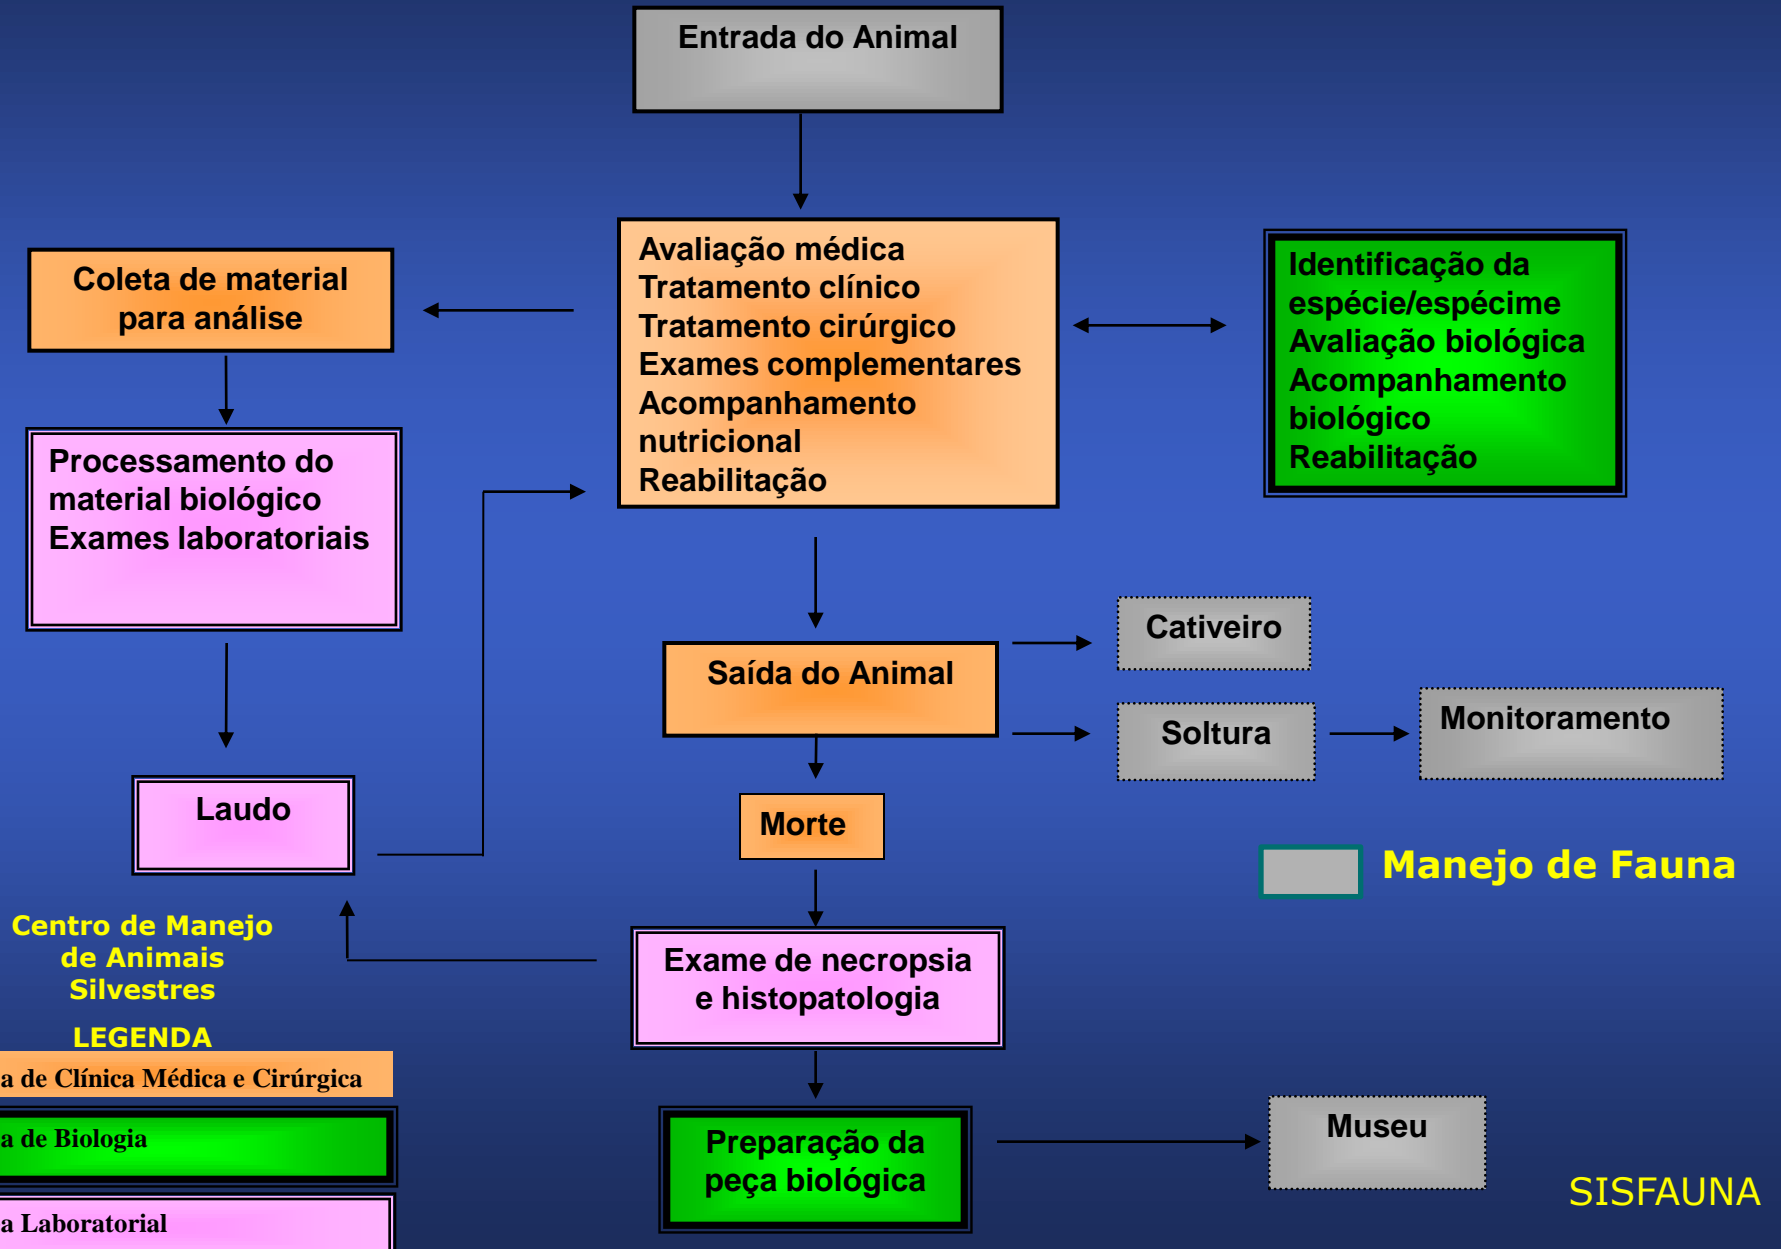 Entrada do Animal
Coleta de material
para análise
Avaliação médica
Tratamento clínico
Tratamento cirúrgico
Exames complementares
Acompanhamento
nutricional
Reabilitação
Identificação da
espécie/espécime
Avaliação biológica
Acompanhamento
biológico
Reabilitação
Processamento do
material biológico
Exames laboratoriais
Cativeiro
Saída do Animal
Soltura
Monitoramento
Laudo
Morte
Manejo de Fauna
Centro de Manejo
de Animais
Silvestres
Exame de necropsia
e histopatologia
LEGENDA
a de Clínica Médica e Cirúrgica
a de Biologia
a Laboratorial
Preparação da
peça biológica
Museu
SISFAUNA